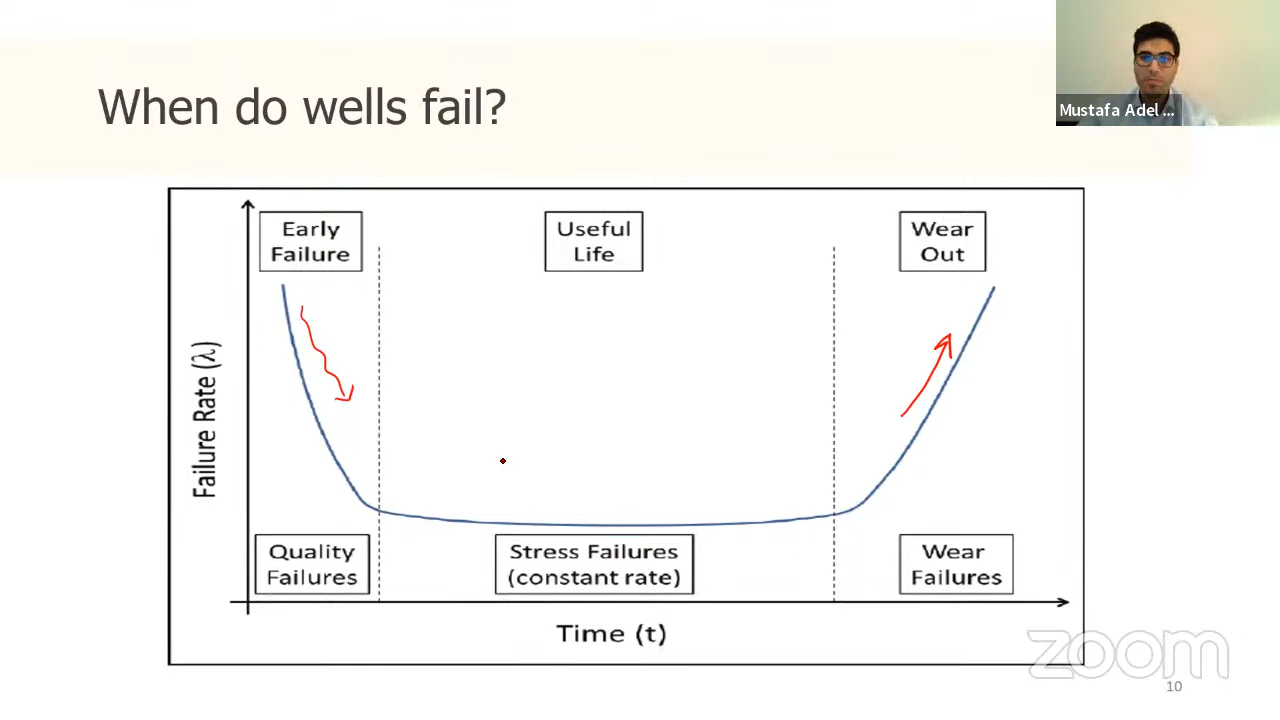 When do wells fail?
Mustafa Adel ...
Early
Failure
Useful
Life
Wear
Out
Failure Rate (λ)
Quality
Failures
Stress Failures
(constant rate)
Wear
Failures
Time (t)
zoom
10